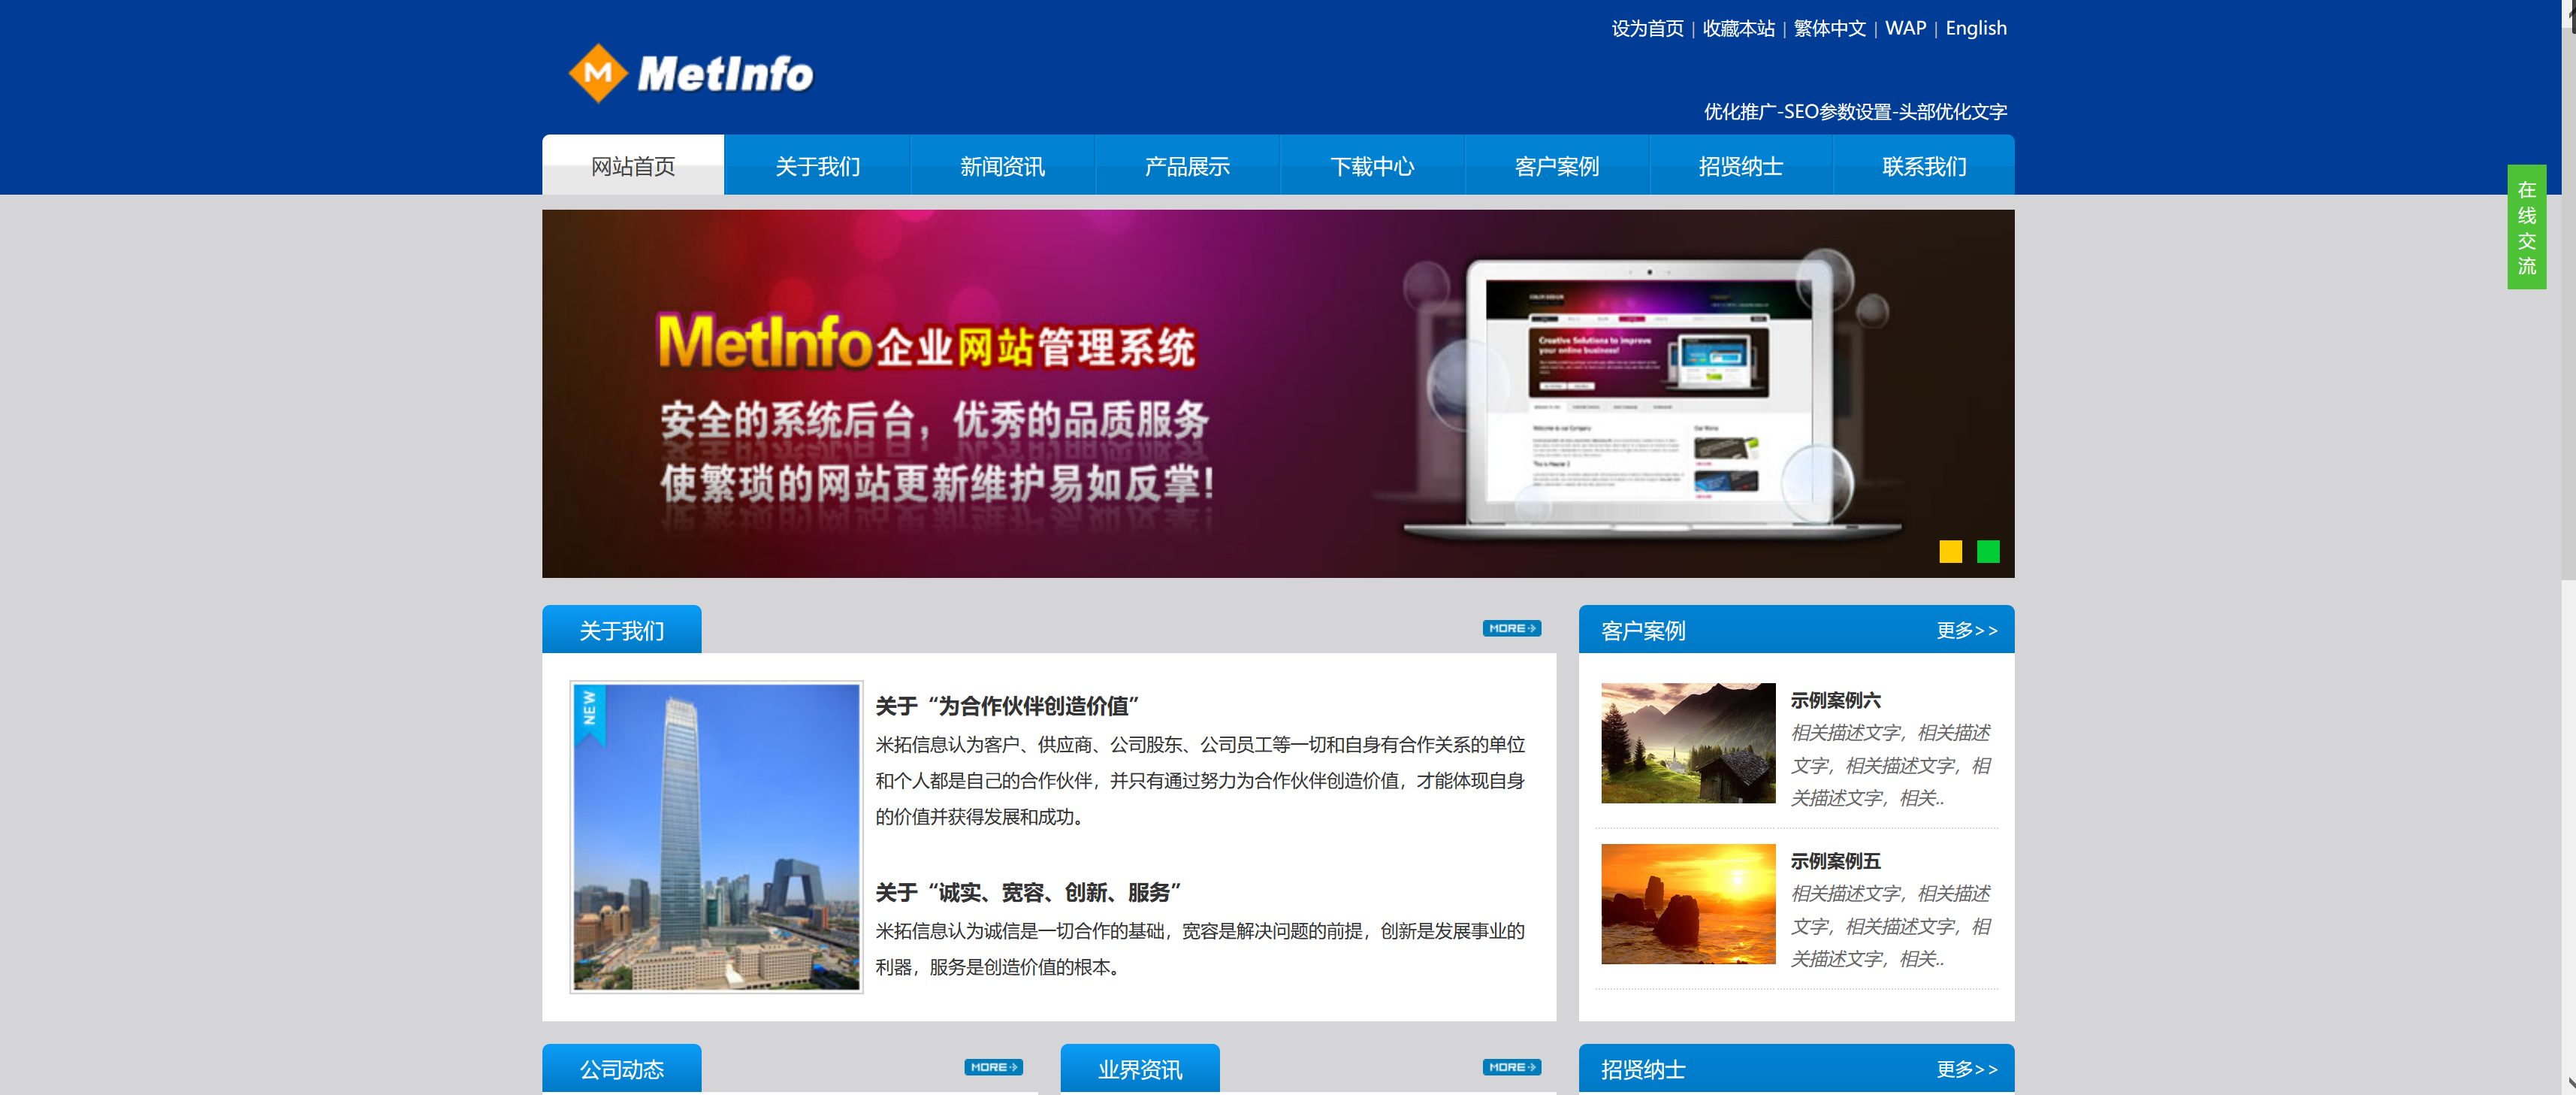 设为首页 | 收藏本站 | 繁体中文 | WAP | English
M MetInfo
优化推广-SEO参数设置-头部优化文字
网站首页 关于我们 新闻资讯 产品展示 下载中心 客户案例 招贤纳士 联系我们
在线交流
MetInfo企业网站管理系统
安全的系统后台，优秀的品质服务
使繁琐的网站更新维护易如反掌!
Creative Solutions to improve
your online business!
Welcome to our Company
关于我们 MORE
NEW
关于“为合作伙伴创造价值”
米拓信息认为客户、供应商、公司股东、公司员工等一切和自身有合作关系的单位
和个人都是自己的合作伙伴，并只有通过努力为合作伙伴创造价值，才能体现自身
的价值并获得发展和成功。
关于“诚实、宽容、创新、服务”
米拓信息认为诚信是一切合作的基础，宽容是解决问题的前提，创新是发展事业的
利器，服务是创造价值的根本。
客户案例 更多>>
示例案例六
相关描述文字，相关描述
文字，相关描述文字，相
关描述文字，相关..
示例案例五
相关描述文字，相关描述
文字，相关描述文字，相
关描述文字，相关..
公司动态 MORE
业界资讯 MORE
招贤纳士 更多>>